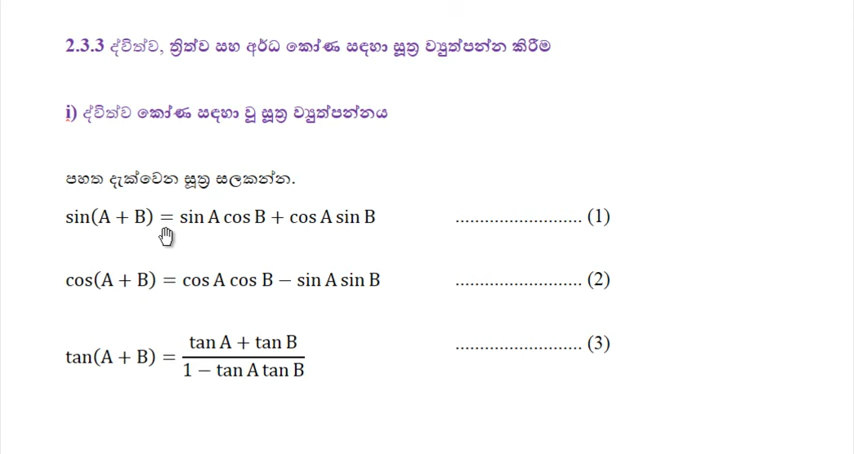 2.3.3 ද්විත්ව, ත්‍රිත්ව සහ අර්ධ කෝණ සඳහා සූත්‍ර ව්‍යුත්පන්න කිරීම
i) ද්විත්ව කෝණ සඳහා වූ සූත්‍ර ව්‍යුත්පන්නය
පහත දැක්වෙන සූත්‍ර සලකන්න.
sin(A + B) = sin A cos B + cos A sin B .......................... (1)
cos(A + B) = cos A cos B − sin A sin B .......................... (2)
tan(A + B) = (tan A + tan B) / (1 − tan A tan B) .......................... (3)